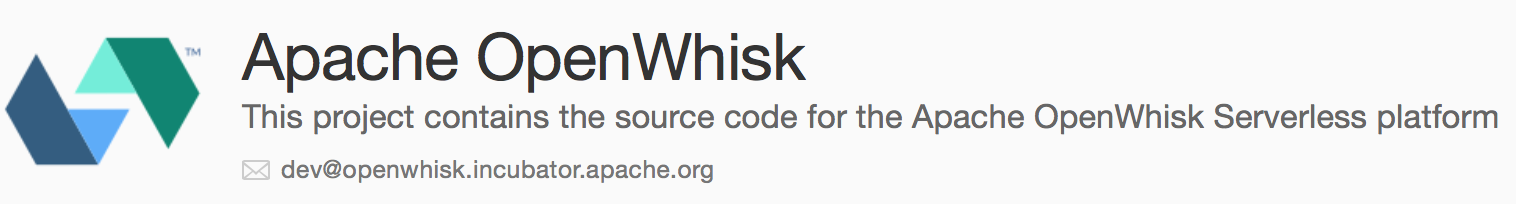 ™
Apache OpenWhisk
This project contains the source code for the Apache OpenWhisk Serverless platform
dev@openwhisk.incubator.apache.org